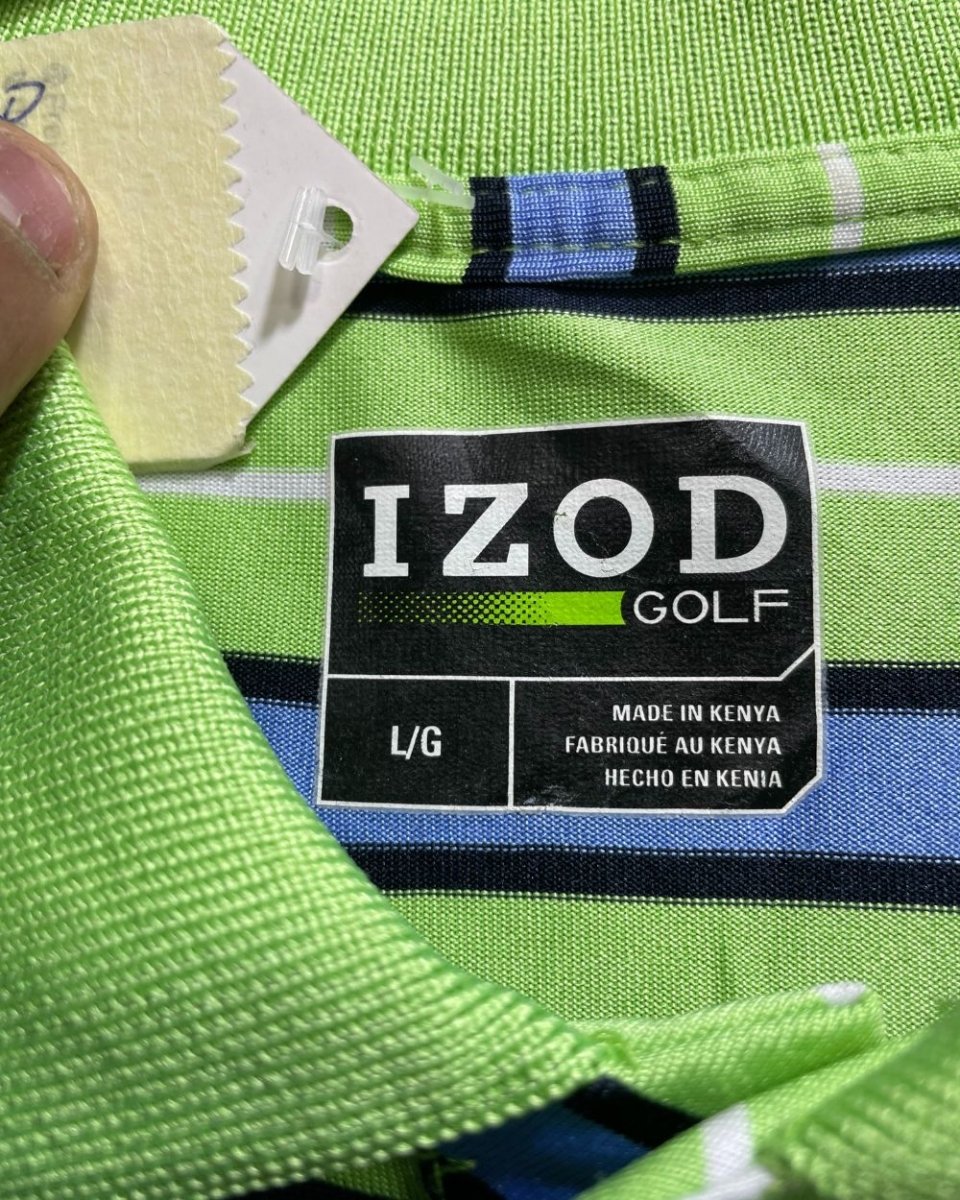 IZOD
GOLF
L/G
MADE IN KENYA
FABRIQUÉ AU KENYA
HECHO EN KENIA